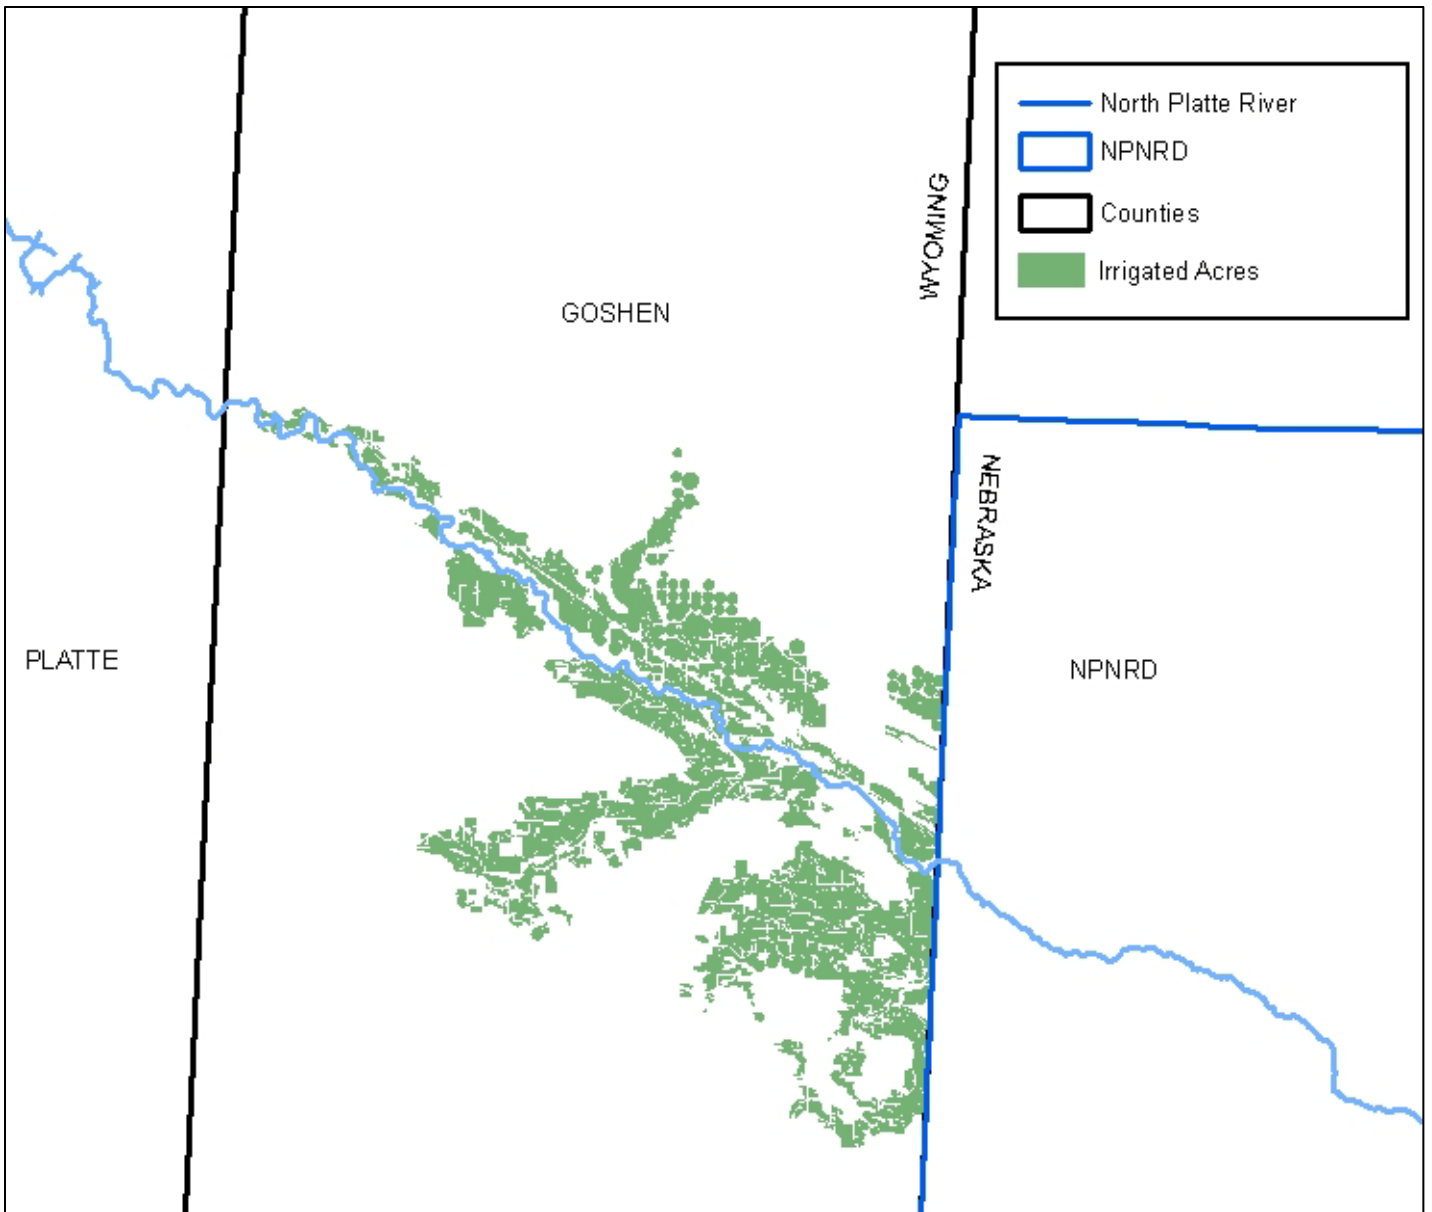 North Platte River
NPNRD
Counties
Irrigated Acres
WYOMING
GOSHEN
NEBRASKA
PLATTE
NPNRD